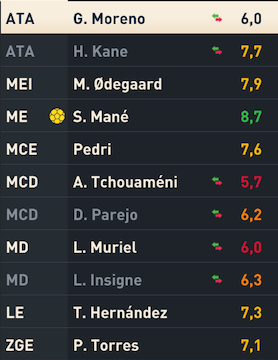 ATA G. Moreno 6,0
ATA H. Kane 7,7
MEI M. Ødegaard 7,9
ME S. Mané 8,7
MCE Pedri 7,6
MCD A. Tchouaméni 5,7
MCD D. Parejo 6,2
MD L. Muriel 6,0
MD L. Insigne 6,3
LE T. Hernández 7,3
ZGE P. Torres 7,1